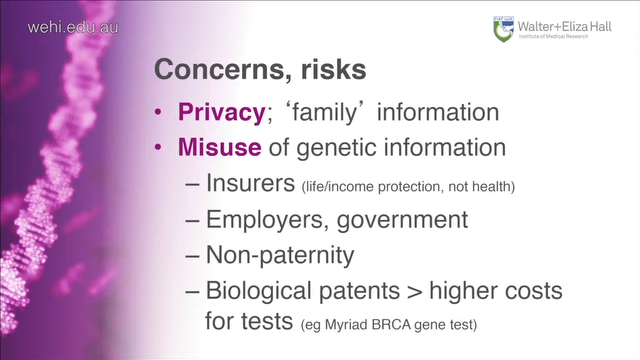 wehi.edu.au
FIAT LUX
Walter+Eliza Hall
Institute of Medical Research
Concerns, risks
• Privacy; ‘family’ information
• Misuse of genetic information
– Insurers (life/income protection, not health)
– Employers, government
– Non-paternity
– Biological patents > higher costs
for tests (eg Myriad BRCA gene test)